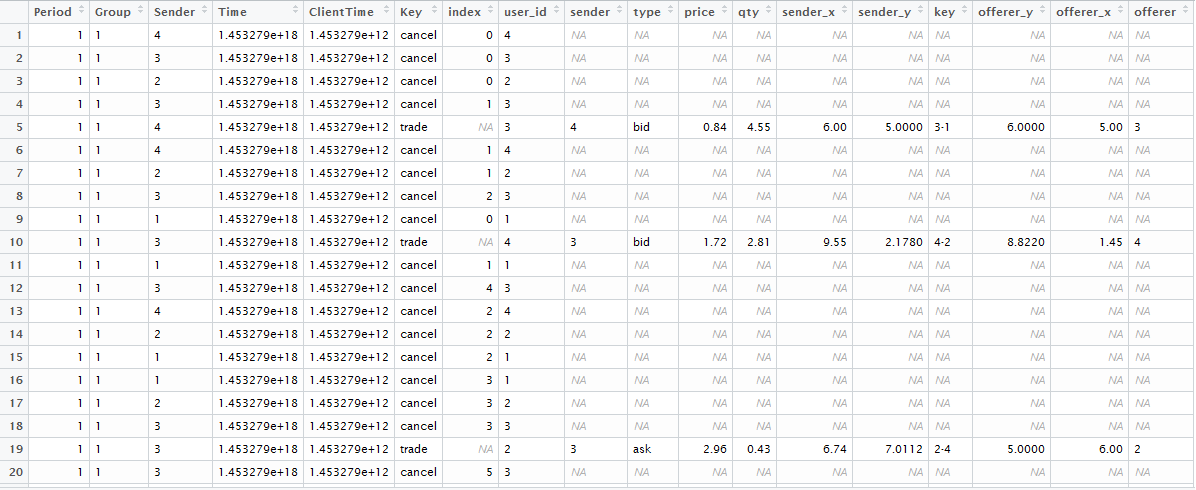 Period Group Sender Time ClientTime Key index user_id sender type price qty sender_x sender_y key offerer_y offerer_x offerer
1 1 1 4 1.453279e+18 1.453279e+12 cancel 0 4 NA NA NA NA NA NA NA NA NA NA
2 1 1 3 1.453279e+18 1.453279e+12 cancel 0 3 NA NA NA NA NA NA NA NA NA NA
3 1 1 2 1.453279e+18 1.453279e+12 cancel 0 2 NA NA NA NA NA NA NA NA NA NA
4 1 1 3 1.453279e+18 1.453279e+12 cancel 1 3 NA NA NA NA NA NA NA NA NA NA
5 1 1 4 1.453279e+18 1.453279e+12 trade NA 3 4 bid 0.84 4.55 6.00 5.0000 3-1 6.0000 5.00 3
6 1 1 4 1.453279e+18 1.453279e+12 cancel 1 4 NA NA NA NA NA NA NA NA NA NA
7 1 1 2 1.453279e+18 1.453279e+12 cancel 1 2 NA NA NA NA NA NA NA NA NA NA
8 1 1 3 1.453279e+18 1.453279e+12 cancel 2 3 NA NA NA NA NA NA NA NA NA NA
9 1 1 1 1.453279e+18 1.453279e+12 cancel 0 1 NA NA NA NA NA NA NA NA NA NA
10 1 1 3 1.453279e+18 1.453279e+12 trade NA 4 3 bid 1.72 2.81 9.55 2.1780 4-2 8.8220 1.45 4
11 1 1 1 1.453279e+18 1.453279e+12 cancel 1 1 NA NA NA NA NA NA NA NA NA NA
12 1 1 3 1.453279e+18 1.453279e+12 cancel 4 3 NA NA NA NA NA NA NA NA NA NA
13 1 1 4 1.453279e+18 1.453279e+12 cancel 2 4 NA NA NA NA NA NA NA NA NA NA
14 1 1 2 1.453279e+18 1.453279e+12 cancel 2 2 NA NA NA NA NA NA NA NA NA NA
15 1 1 1 1.453279e+18 1.453279e+12 cancel 2 1 NA NA NA NA NA NA NA NA NA NA
16 1 1 1 1.453279e+18 1.453279e+12 cancel 3 1 NA NA NA NA NA NA NA NA NA NA
17 1 1 2 1.453279e+18 1.453279e+12 cancel 3 2 NA NA NA NA NA NA NA NA NA NA
18 1 1 3 1.453279e+18 1.453279e+12 cancel 3 3 NA NA NA NA NA NA NA NA NA NA
19 1 1 3 1.453279e+18 1.453279e+12 trade NA 2 3 ask 2.96 0.43 6.74 7.0112 2-4 5.0000 6.00 2
20 1 1 3 1.453279e+18 1.453279e+12 cancel 5 3 NA NA NA NA NA NA NA NA NA NA